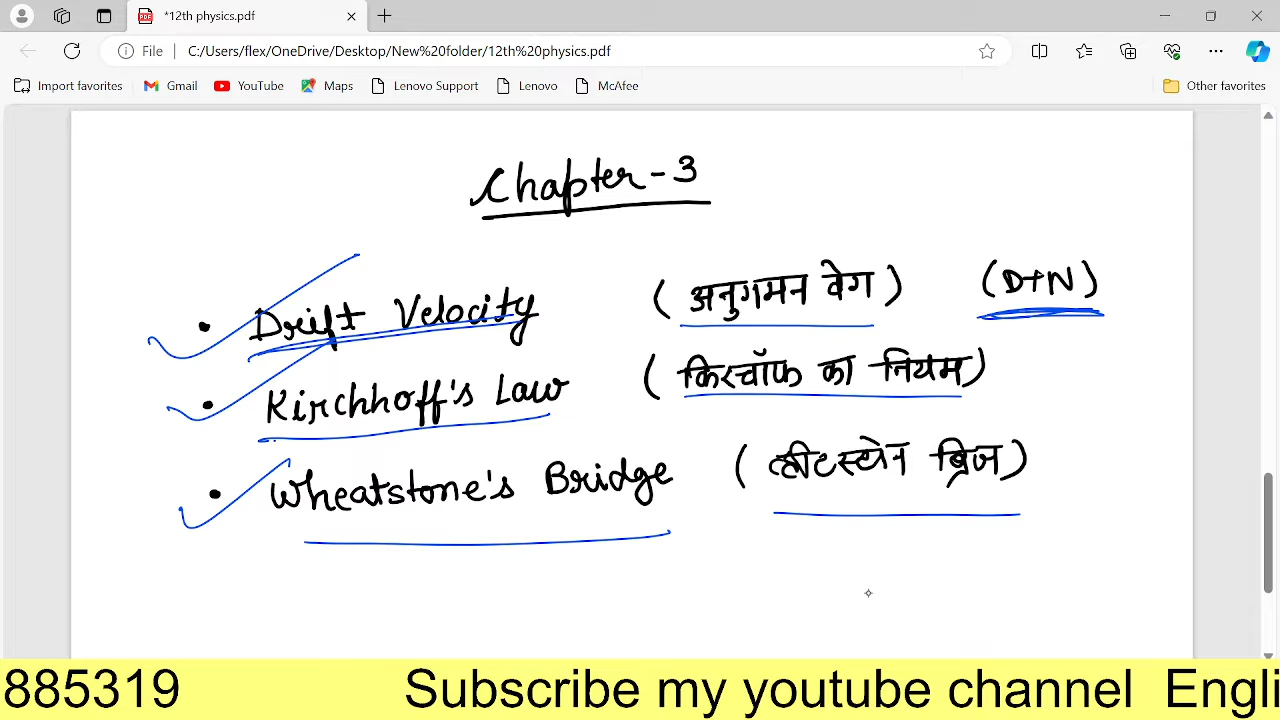 *12th physics.pdf
File C:/Users/flex/OneDrive/Desktop/New%20folder/12th%20physics.pdf
Import favorites Gmail YouTube Maps Lenovo Support Lenovo McAfee Other favorites
Chapter-3
• Drift Velocity (अनुगमन वेग) (D+N)
• Kirchhoff's Law (किरचॉफ का नियम)
• Wheatstone's Bridge (व्हीटस्टोन ब्रिज)
885319 Subscribe my youtube channel Engli